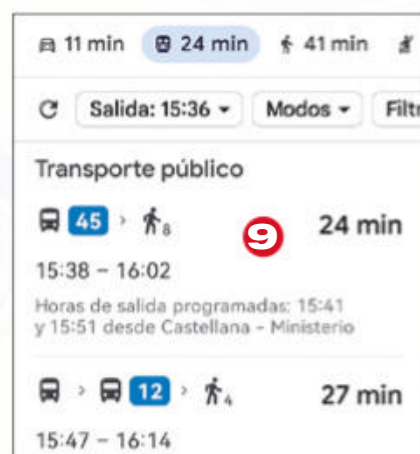 11 min 24 min 41 min
Salida: 15:36 Modos Filtr
Transporte público
45 8 9 24 min
15:38 – 16:02
Horas de salida programadas: 15:41
y 15:51 desde Castellana – Ministerio
12 4 27 min
15:47 – 16:14